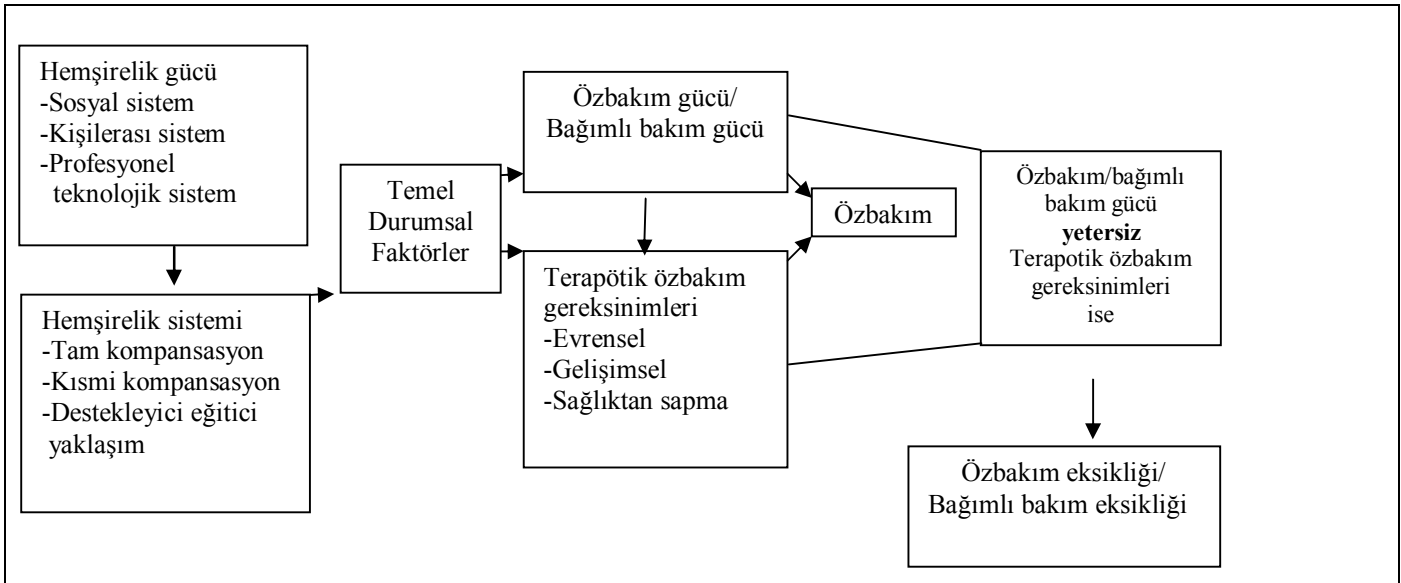 Hemşirelik gücü
-Sosyal sistem
-Kişilerası sistem
-Profesyonel
teknolojik sistem
Hemşirelik sistemi
-Tam kompansasyon
-Kısmi kompansasyon
-Destekleyici eğitici
yaklaşım
Temel
Durumsal
Faktörler
Özbakım gücü/
Bağımlı bakım gücü
Terapötik özbakım
gereksinimleri
-Evrensel
-Gelişimsel
-Sağlıktan sapma
Özbakım
Özbakım/bağımlı
bakım gücü
yetersiz
Terapotik özbakım
gereksinimleri
ise
Özbakım eksikliği/
Bağımlı bakım eksikliği